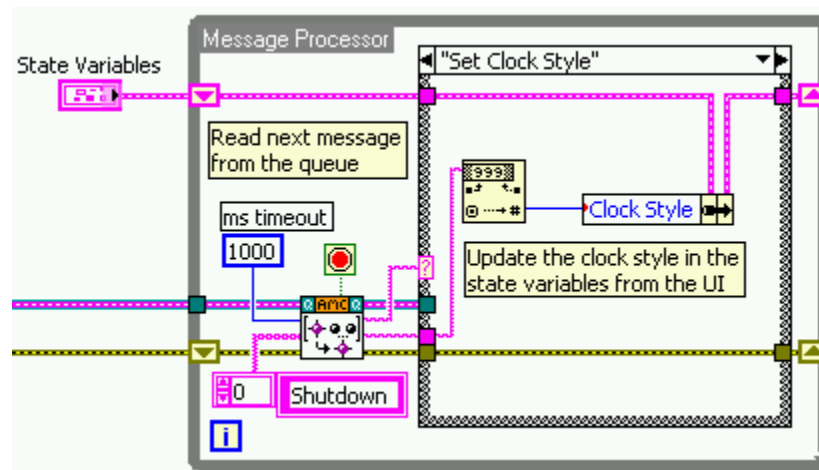 Message Processor
State Variables
"Set Clock Style"
Read next message
from the queue
999
#
Clock Style
ms timeout
1000
Update the clock style in the
state variables from the UI
?
Q AMC Q
0
Shutdown
i